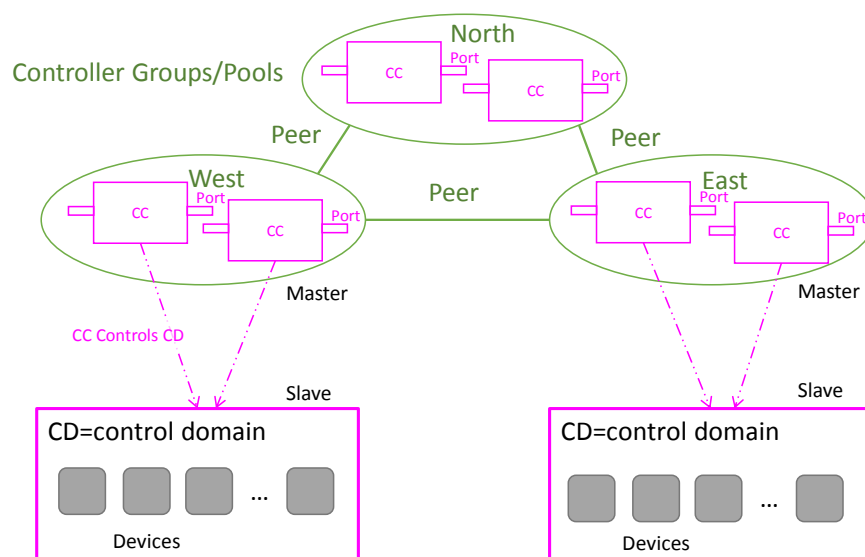 North
Controller Groups/Pools
CC
Port
CC
Port
Peer
Peer
West
Peer
East
CC
Port
CC
Port
CC
Port
CC
Port
Master
Master
CC Controls CD
Slave
Slave
CD=control domain
...
Devices
CD=control domain
...
Devices